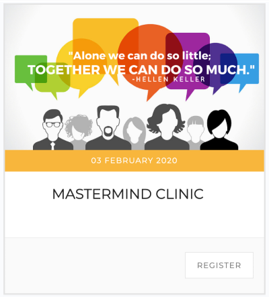 "Alone we can do so little;
TOGETHER WE CAN DO SO MUCH."
-HELLEN KELLER
03 FEBRUARY 2020
MASTERMIND CLINIC
REGISTER